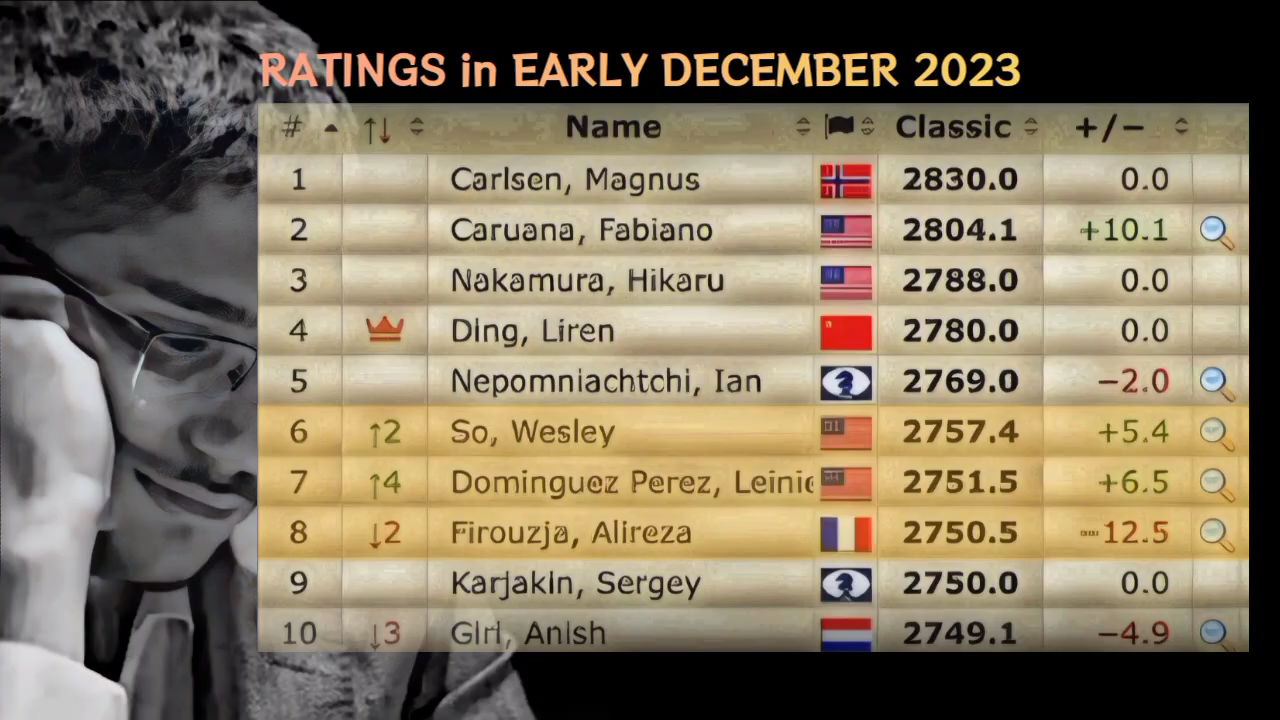 RATINGS in EARLY DECEMBER 2023
# ↑↓ Name Classic +/−
1 Carlsen, Magnus 2830.0 0.0
2 Caruana, Fabiano 2804.1 +10.1
3 Nakamura, Hikaru 2788.0 0.0
4 Ding, Liren 2780.0 0.0
5 Nepomniachtchi, Ian 2769.0 −2.0
6 ↑2 So, Wesley 2757.4 +5.4
7 ↑4 Dominguez Perez, Leinie 2751.5 +6.5
8 ↓2 Firouzja, Alireza 2750.5 −12.5
9 Karjakin, Sergey 2750.0 0.0
10 ↓3 Giri, Anish 2749.1 −4.9